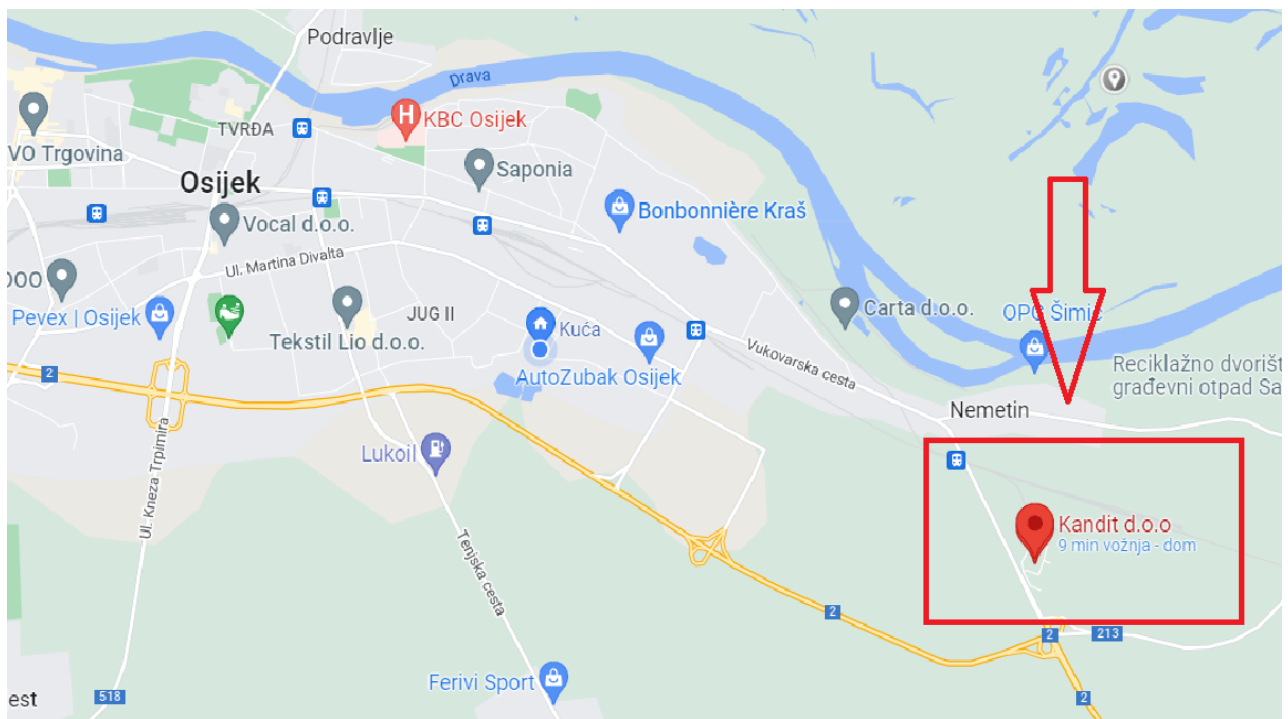 Podravlje
Drava
H
KBC Osijek
TVRĐA
VO Trgovina
Saponia
Osijek
Bonbonnière Kraš
Vocal d.o.o.
Ul. Martina Divalta
OOO
Carta d.o.o.
OPG Šimić
Pevex | Osijek
JUG II
Kuća
Tekstil Lio d.o.o.
Vukovarska cesta
AutoZubak Osijek
Reciklažno dvorišt
građevni otpad Sa
2
Nemetin
Ul. Kneza Trpimira
Lukoil
Kandit d.o.o
9 min vožnja - dom
Tenjska cesta
2
2
213
Ferivi Sport
est
518
2